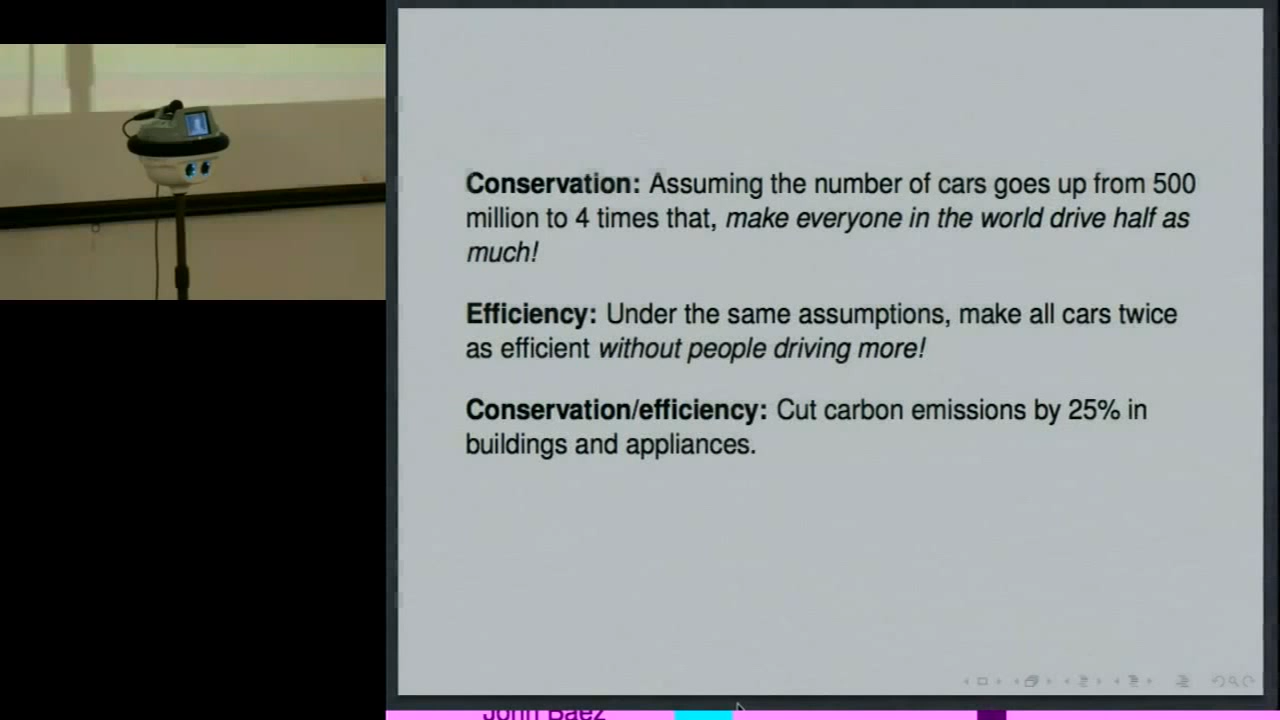 Conservation: Assuming the number of cars goes up from 500
million to 4 times that, make everyone in the world drive half as
much!
Efficiency: Under the same assumptions, make all cars twice
as efficient without people driving more!
Conservation/efficiency: Cut carbon emissions by 25% in
buildings and appliances.
John Baez